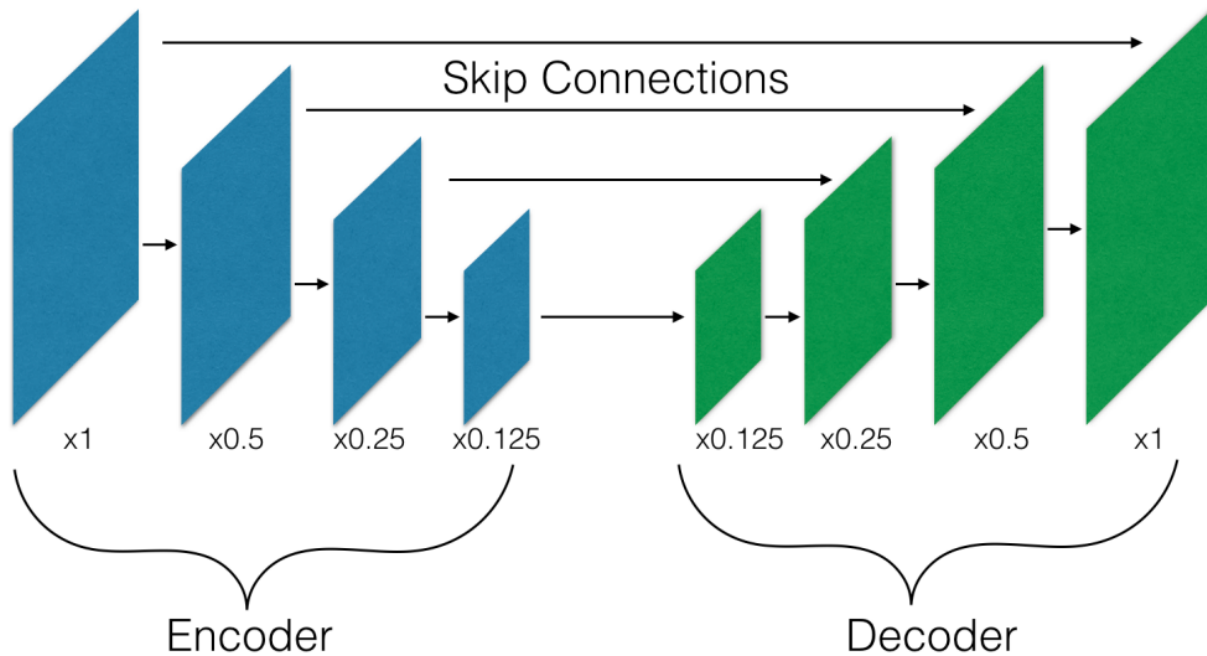 Skip Connections
x1
x0.5
x0.25
x0.125
x0.125
x0.25
x0.5
x1
Encoder
Decoder